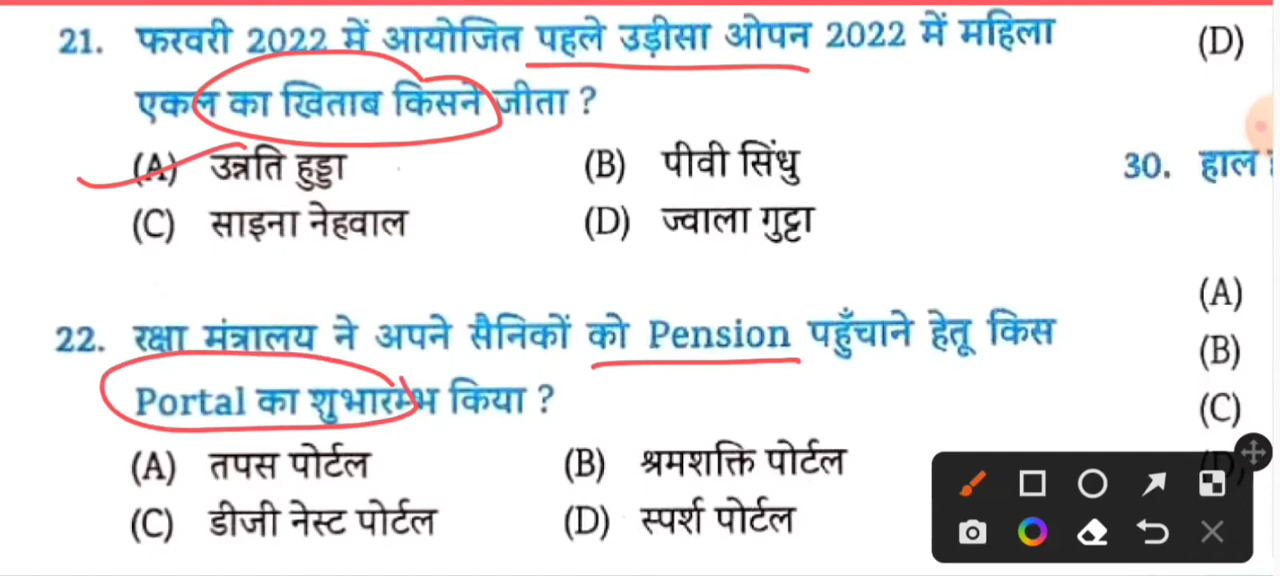 21. फरवरी 2022 में आयोजित पहले उड़ीसा ओपन 2022 में महिला
एकल का खिताब किसने जीता ?
(A) उन्नति हुड्डा (B) पीवी सिंधु
(C) साइना नेहवाल (D) ज्वाला गुट्टा
22. रक्षा मंत्रालय ने अपने सैनिकों को Pension पहुँचाने हेतू किस
Portal का शुभारम्भ किया ?
(A) तपस पोर्टल (B) श्रमशक्ति पोर्टल
(C) डीजी नेस्ट पोर्टल (D) स्पर्श पोर्टल
(D)
30. हाल
(A)
(B)
(C)
(D)